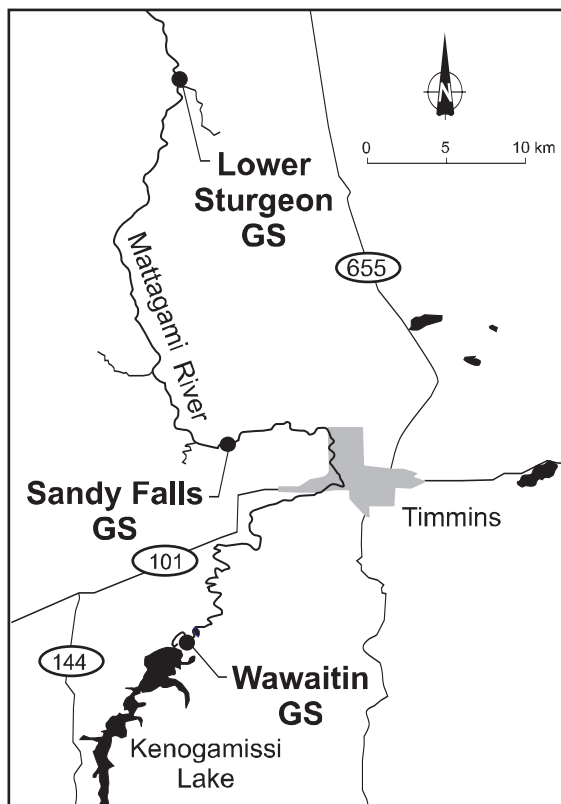 N
0 5 10 km
Lower
Sturgeon
GS
655
Mattagami River
Sandy Falls
GS
Timmins
101
144
Wawaitin
GS
Kenogamissi
Lake